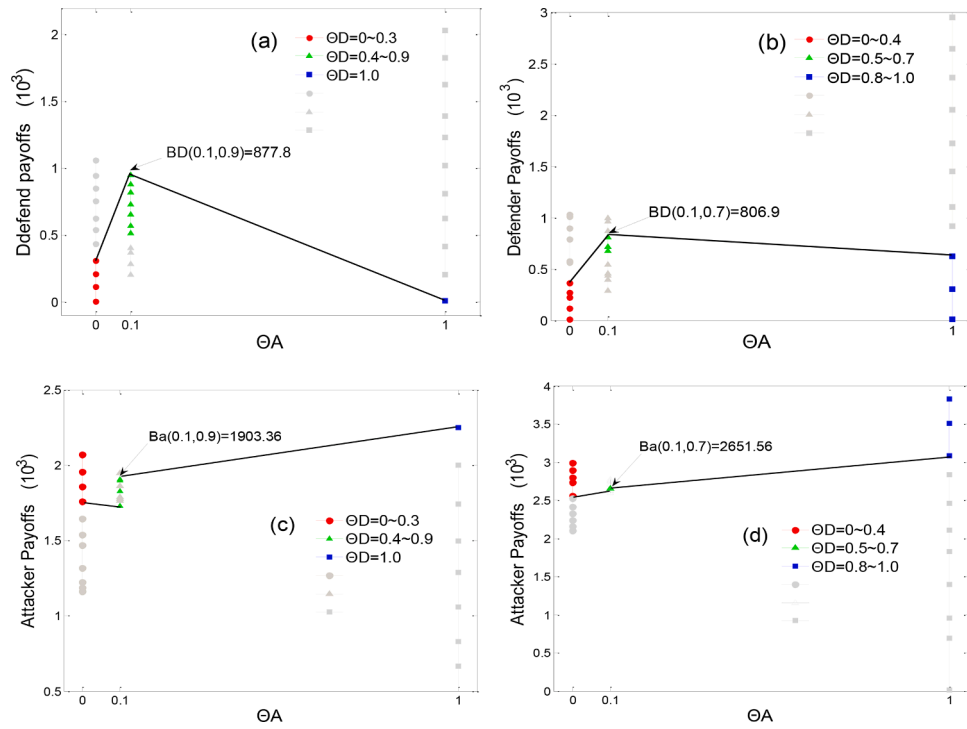 (a)
Ddefend payoffs (10^3)
2
1.5
1
0.5
0
ΘD=0~0.3
ΘD=0.4~0.9
ΘD=1.0
BD(0.1,0.9)=877.8
0
0.1
1
ΘA
(b)
Defender Payoffs (10^3)
3
2.5
2
1.5
1
0.5
0
ΘD=0~0.4
ΘD=0.5~0.7
ΘD=0.8~1.0
BD(0.1,0.7)=806.9
0
0.1
1
ΘA
Attacker Payoffs (10^3)
2.5
2
1.5
1
0.5
Ba(0.1,0.9)=1903.36
(c)
ΘD=0~0.3
ΘD=0.4~0.9
ΘD=1.0
0
0.1
1
ΘA
Attacker Payoffs (10^3)
4
3.5
3
2.5
2
1.5
1
0.5
0
Ba(0.1,0.7)=2651.56
ΘD=0~0.4
ΘD=0.5~0.7
ΘD=0.8~1.0
(d)
0
0.1
1
ΘA